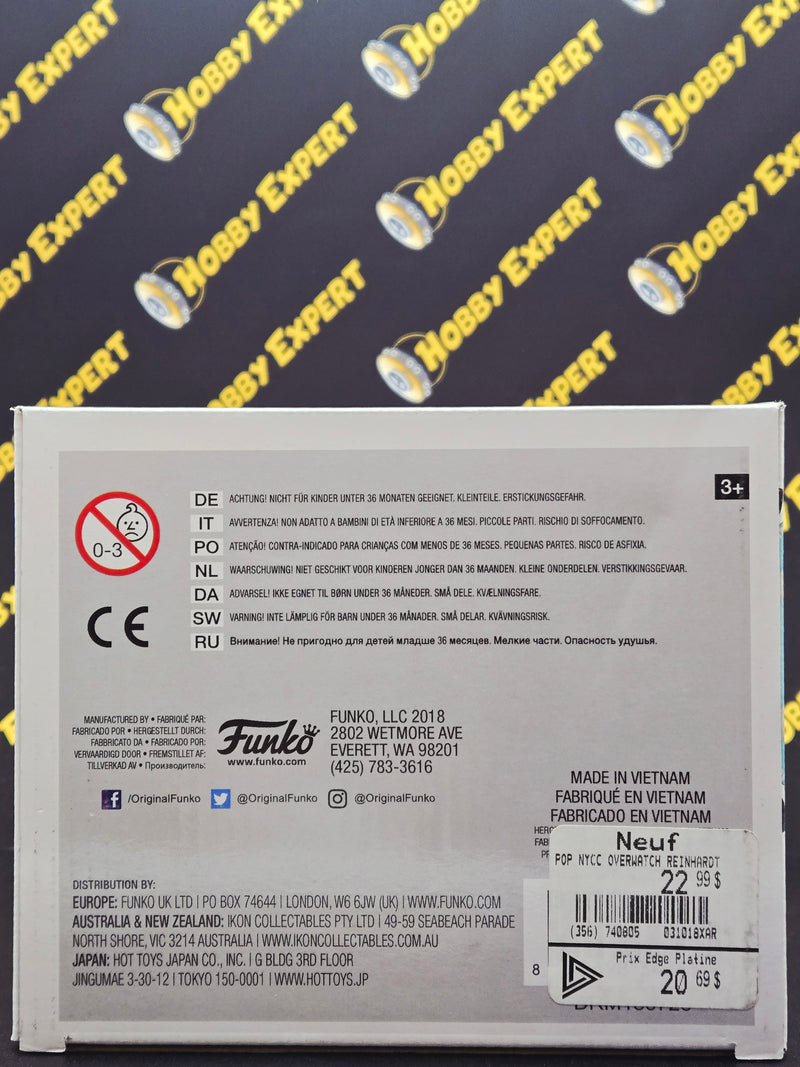 HOBBY EXPERT
3+
0-3
DE ACHTUNG! NICHT FÜR KINDER UNTER 36 MONATEN GEEIGNET. KLEINTEILE. ERSTICKUNGSGEFAHR.
IT AVVERTENZA! NON ADATTO A BAMBINI DI ETÀ INFERIORE A 36 MESI. PICCOLE PARTI. RISCHIO DI SOFFOCAMENTO.
PO ATENÇÃO! CONTRA-INDICADO PARA CRIANÇAS COM MENOS DE 36 MESES. PEQUENAS PARTES. RISCO DE ASFIXIA.
NL WAARSCHUWING! NIET GESCHIKT VOOR KINDEREN JONGER DAN 36 MAANDEN. KLEINE ONDERDELEN. VERSTIKKINGSGEVAAR.
DA ADVARSEL! IKKE EGNET TIL BØRN UNDER 36 MÅNEDER. SMÅ DELE. KVÆLNINGSFARE.
SW VARNING! INTE LÄMPLIG FÖR BARN UNDER 36 MÅNADER. SMÅ DELAR. KVÄVNINGSRISK.
RU Внимание! Не пригодно для детей младше 36 месяцев. Мелкие части. Опасность удушья.
CE
MANUFACTURED BY • FABRIQUÉ PAR:
FABRICADO POR • HERGESTELLT DURCH:
FABBRICATO DA • FABRICADO POR:
VERVAARDIGD DOOR • FREMSTILLET AF:
TILLVERKAD AV • Производитель:
Funko
www.funko.com
FUNKO, LLC 2018
2802 WETMORE AVE
EVERETT, WA 98201
(425) 783-3616
/OriginalFunko @OriginalFunko @OriginalFunko
MADE IN VIETNAM
FABRIQUÉ EN VIETNAM
FABRICADO EN VIETNAM
DISTRIBUTION BY:
EUROPE: FUNKO UK LTD | PO BOX 74644 | LONDON, W6 6JW (UK) | WWW.FUNKO.COM
AUSTRALIA & NEW ZEALAND: IKON COLLECTABLES PTY LTD | 49-59 SEABEACH PARADE
NORTH SHORE, VIC 3214 AUSTRALIA | WWW.IKONCOLLECTABLES.COM.AU
JAPAN: HOT TOYS JAPAN CO., INC. | G BLDG 3RD FLOOR
JINGUMAE 3-30-12 | TOKYO 150-0001 | WWW.HOTTOYS.JP
8
Neuf
POP NYCC OVERWATCH REINHARDT
22 99 $
(356) 740805 031018XAR
Prix Edge Platine
20 69 $